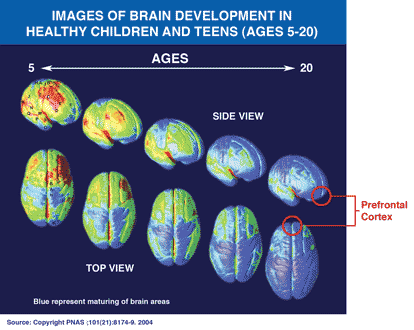 IMAGES OF BRAIN DEVELOPMENT IN
HEALTHY CHILDREN AND TEENS (AGES 5-20)
AGES
5
20
SIDE VIEW
Prefrontal
Cortex
TOP VIEW
Blue represent maturing of brain areas
Source: Copyright PNAS ;101(21):8174-9. 2004